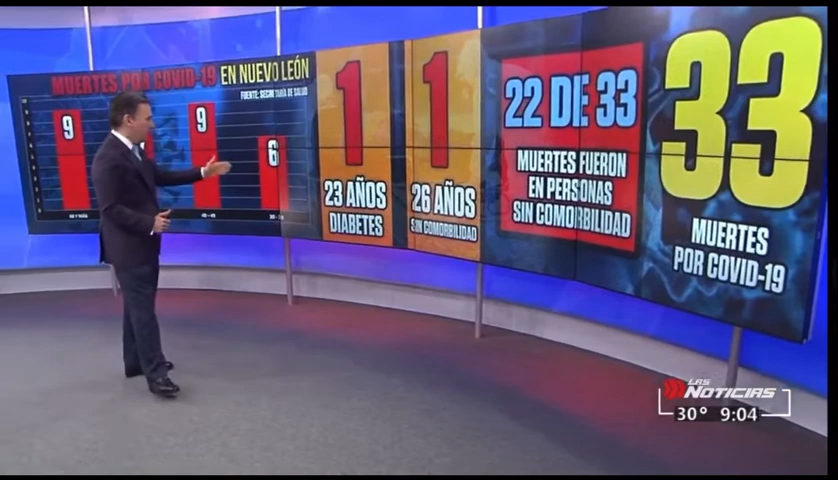 MUERTES POR COVID-19 EN NUEVO LEÓN
FUENTE: SECRETARÍA DE SALUD
9
9
6
60 Y MÁS
1
23 AÑOS
DIABETES
1
26 AÑOS
SIN COMORBILIDAD
22 DE 33
MUERTES FUERON
EN PERSONAS
SIN COMORBILIDAD
33
MUERTES
POR COVID-19
LAS
NOTICIAS
30° 9:04